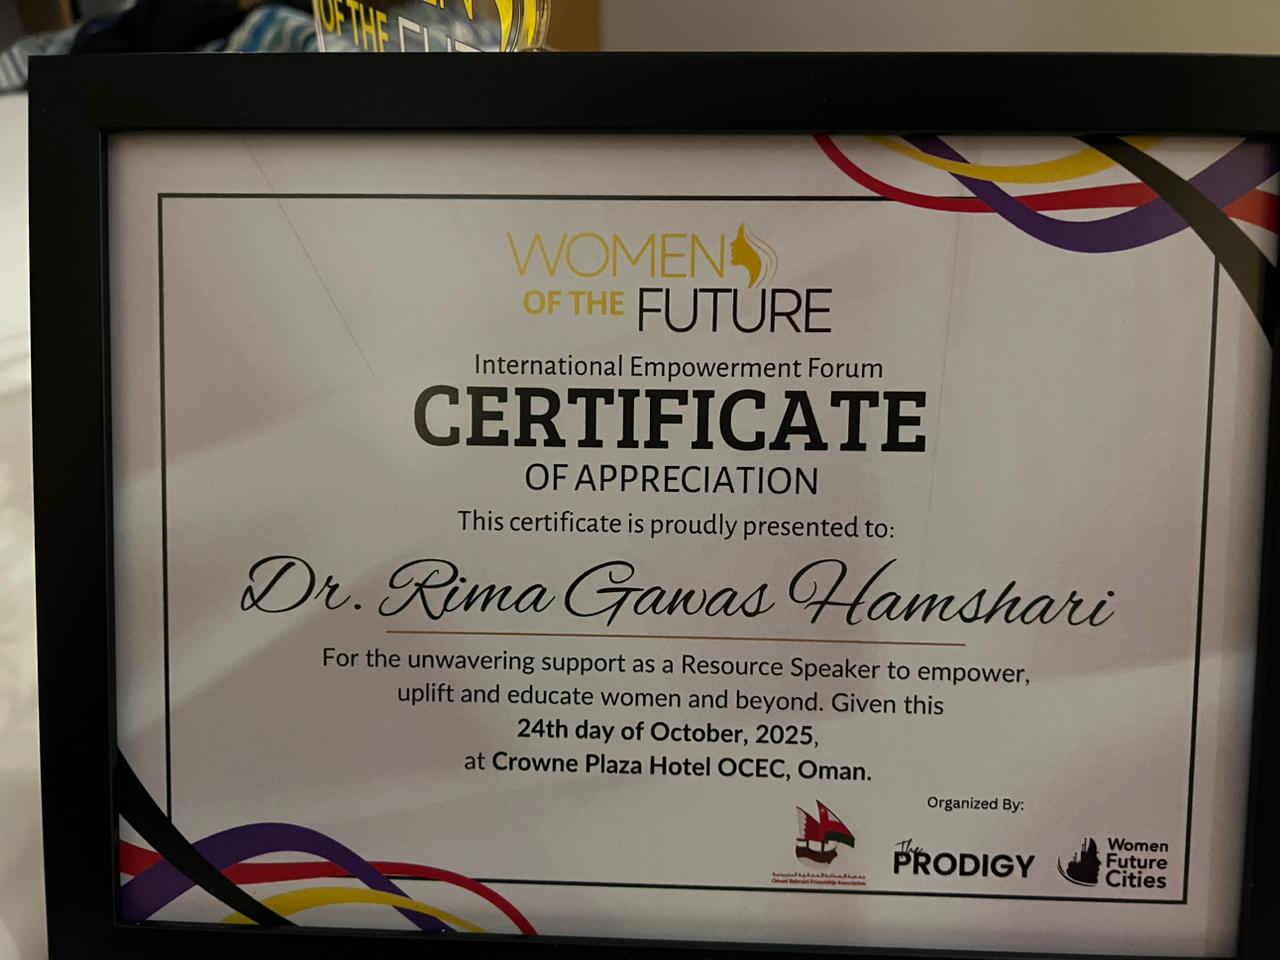 OF THE
WOMEN
OF THE FUTURE
International Empowerment Forum
CERTIFICATE
OF APPRECIATION
This certificate is proudly presented to:
Dr. Rima Gawas Hamshari
For the unwavering support as a Resource Speaker to empower,
uplift and educate women and beyond. Given this
24th day of October, 2025,
at Crowne Plaza Hotel OCEC, Oman.
Organized By:
The
PRODIGY
Women
Future
Cities